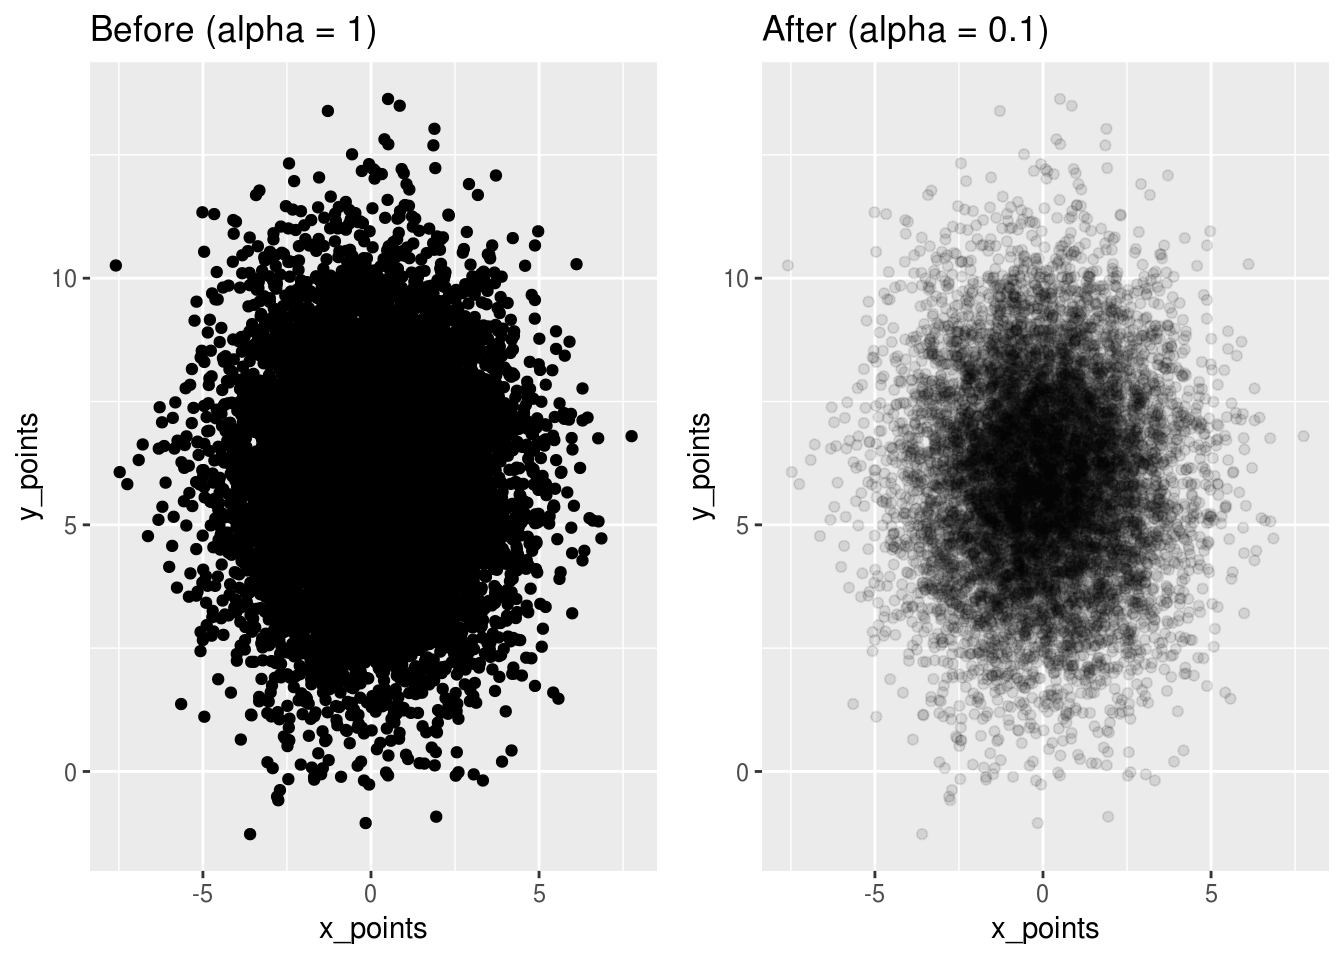 Before (alpha = 1)
y_points
10
5
0
-5 0 5
x_points
After (alpha = 0.1)
y_points
10
5
0
-5 0 5
x_points